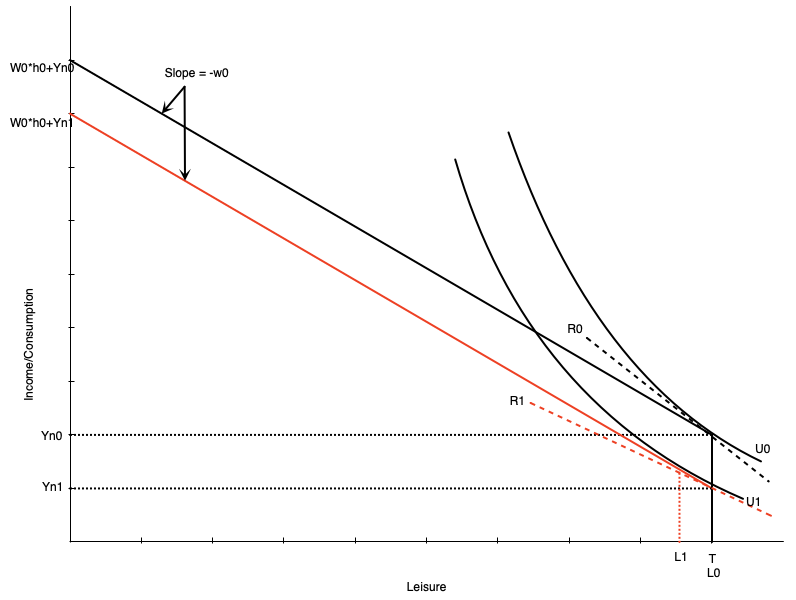 W0*h0+Yn0
Slope = -w0
W0*h0+Yn1
Income/Consumption
R0
R1
Yn0
U0
Yn1
U1
L1
T
L0
Leisure